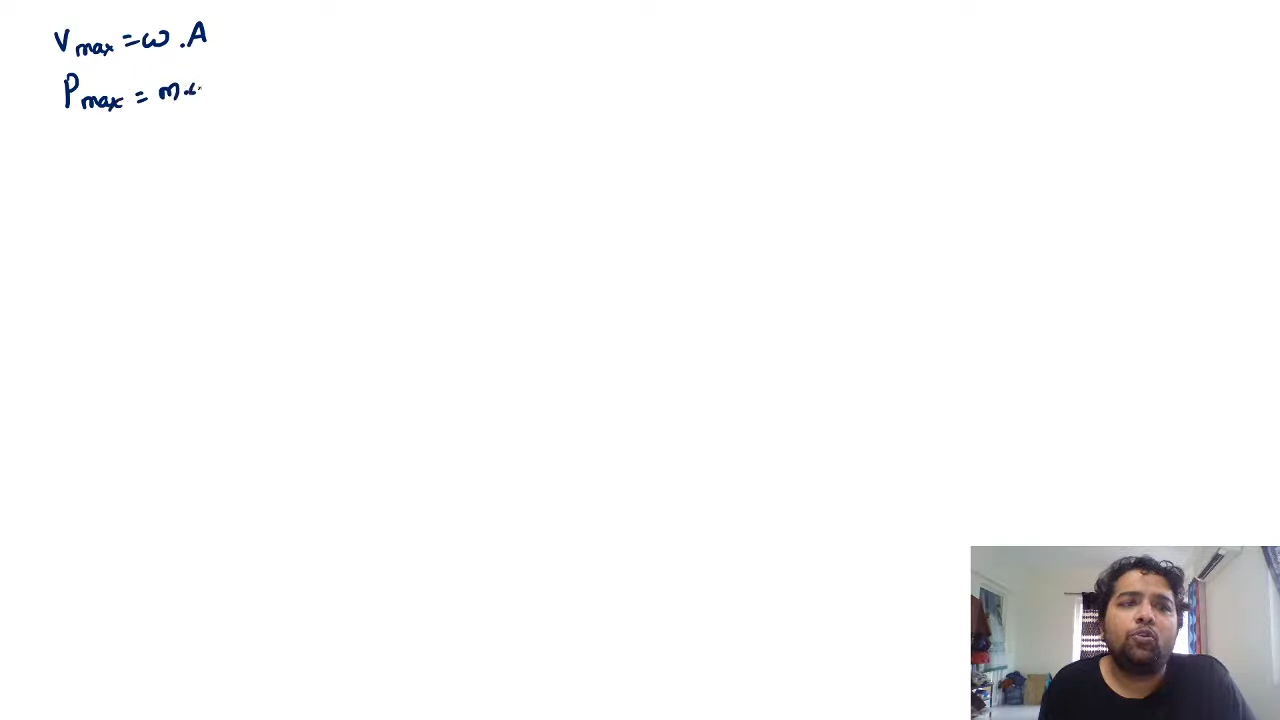 Vmax = ω . A
Pmax = m .